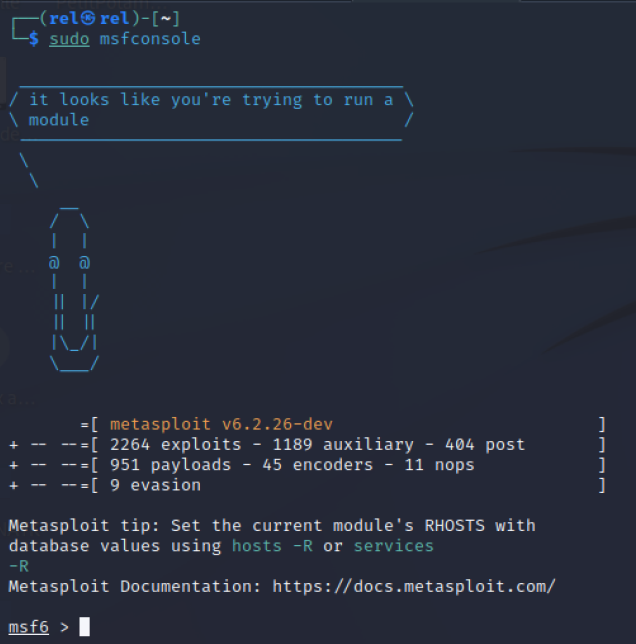 ┌──(rel㉿rel)-[~]
└─$ sudo msfconsole
/ it looks like you're trying to run a \
\ module /
@ @
=[ metasploit v6.2.26-dev ]
+ -- --=[ 2264 exploits - 1189 auxiliary - 404 post ]
+ -- --=[ 951 payloads - 45 encoders - 11 nops ]
+ -- --=[ 9 evasion ]
Metasploit tip: Set the current module's RHOSTS with
database values using hosts -R or services
-R
Metasploit Documentation: https://docs.metasploit.com/
msf6 >